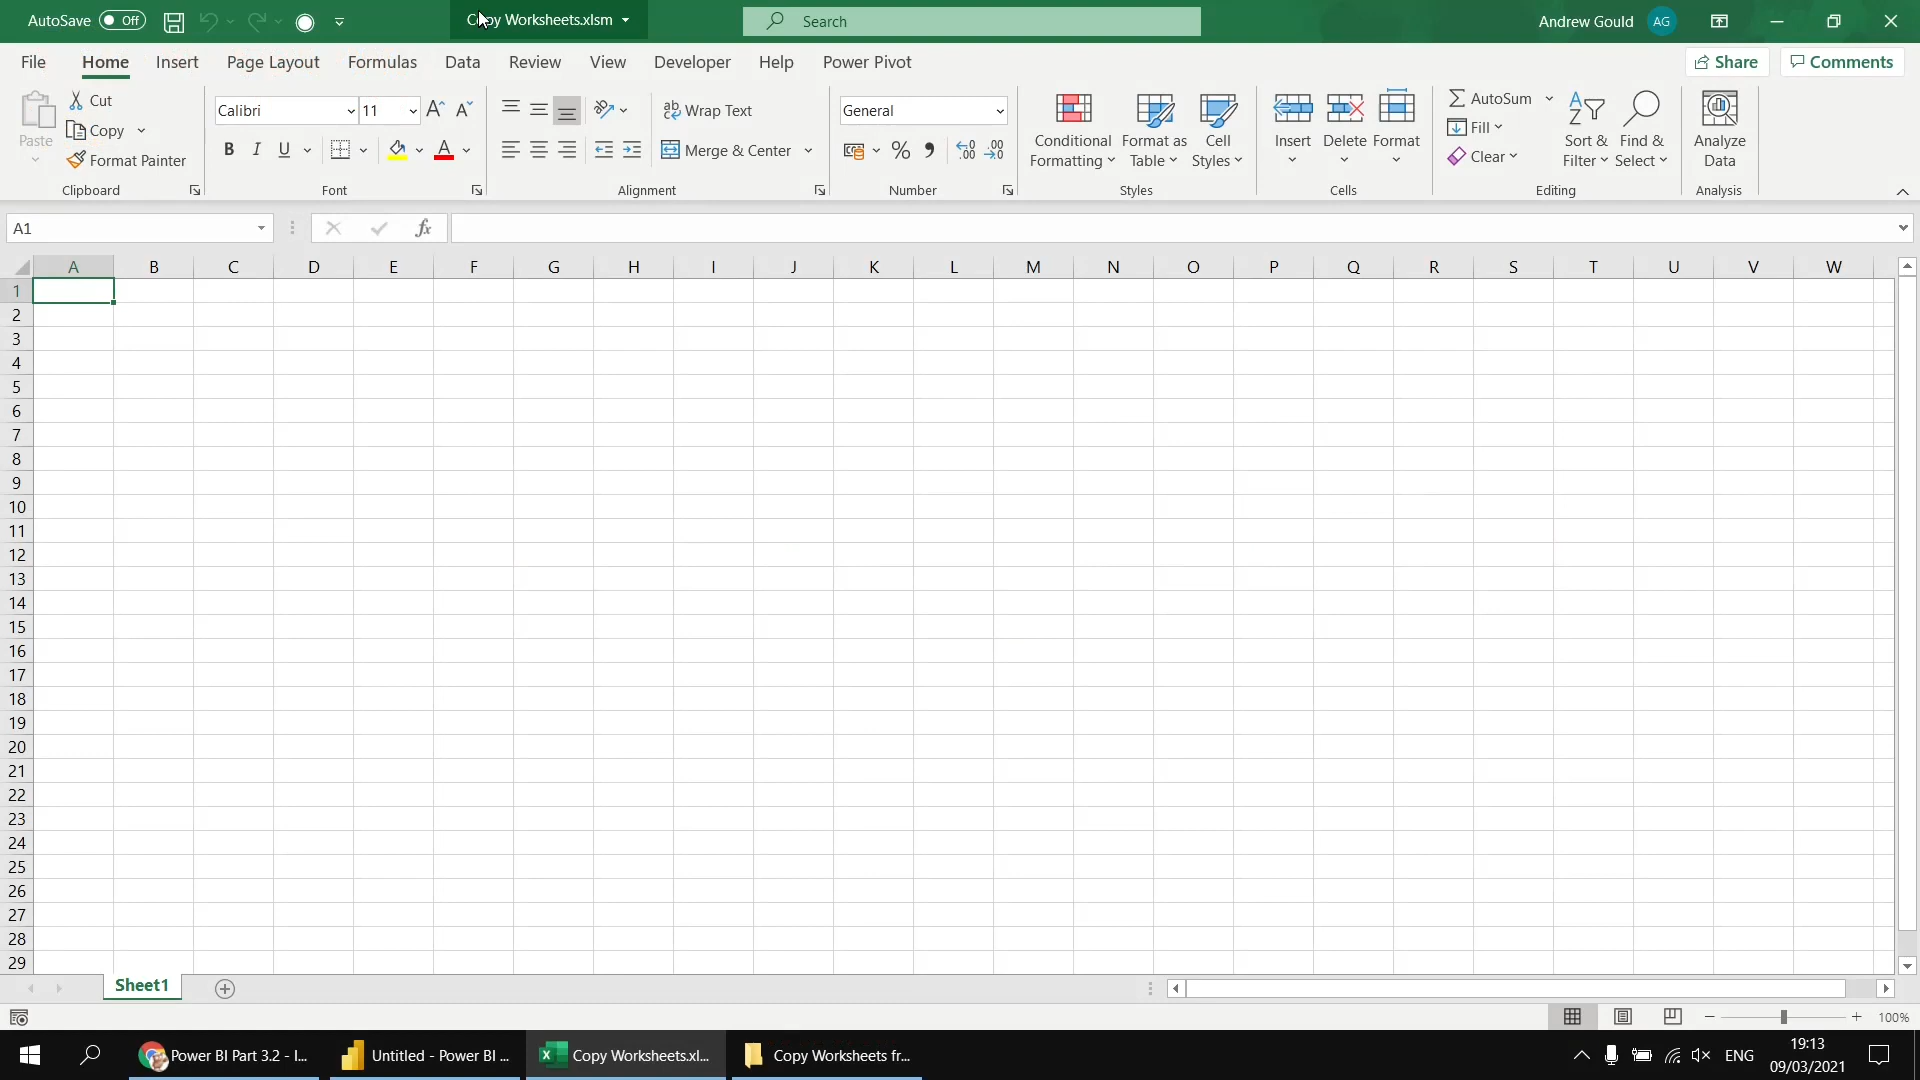 AutoSave Off Copy Worksheets.xlsm Search Andrew Gould AG
File Home Insert Page Layout Formulas Data Review View Developer Help Power Pivot Share Comments
Paste Cut Copy Format Painter Clipboard
Calibri 11 B I U A Font
ab Wrap Text Merge & Center Alignment
General % Number
Conditional Formatting Format as Table Cell Styles Styles
Insert Delete Format Cells
AutoSum Fill Clear Sort & Filter Find & Select Editing
Analyze Data Analysis
A1 fx
A B C D E F G H I J K L M N O P Q R S T U V W
1
2
3
4
5
6
7
8
9
10
11
12
13
14
15
16
17
18
19
20
21
22
23
24
25
26
27
28
29
Sheet1
100%
Power BI Part 3.2 - I... Untitled - Power BI ... Copy Worksheets.xl... Copy Worksheets fr... ENG 19:13
09/03/2021